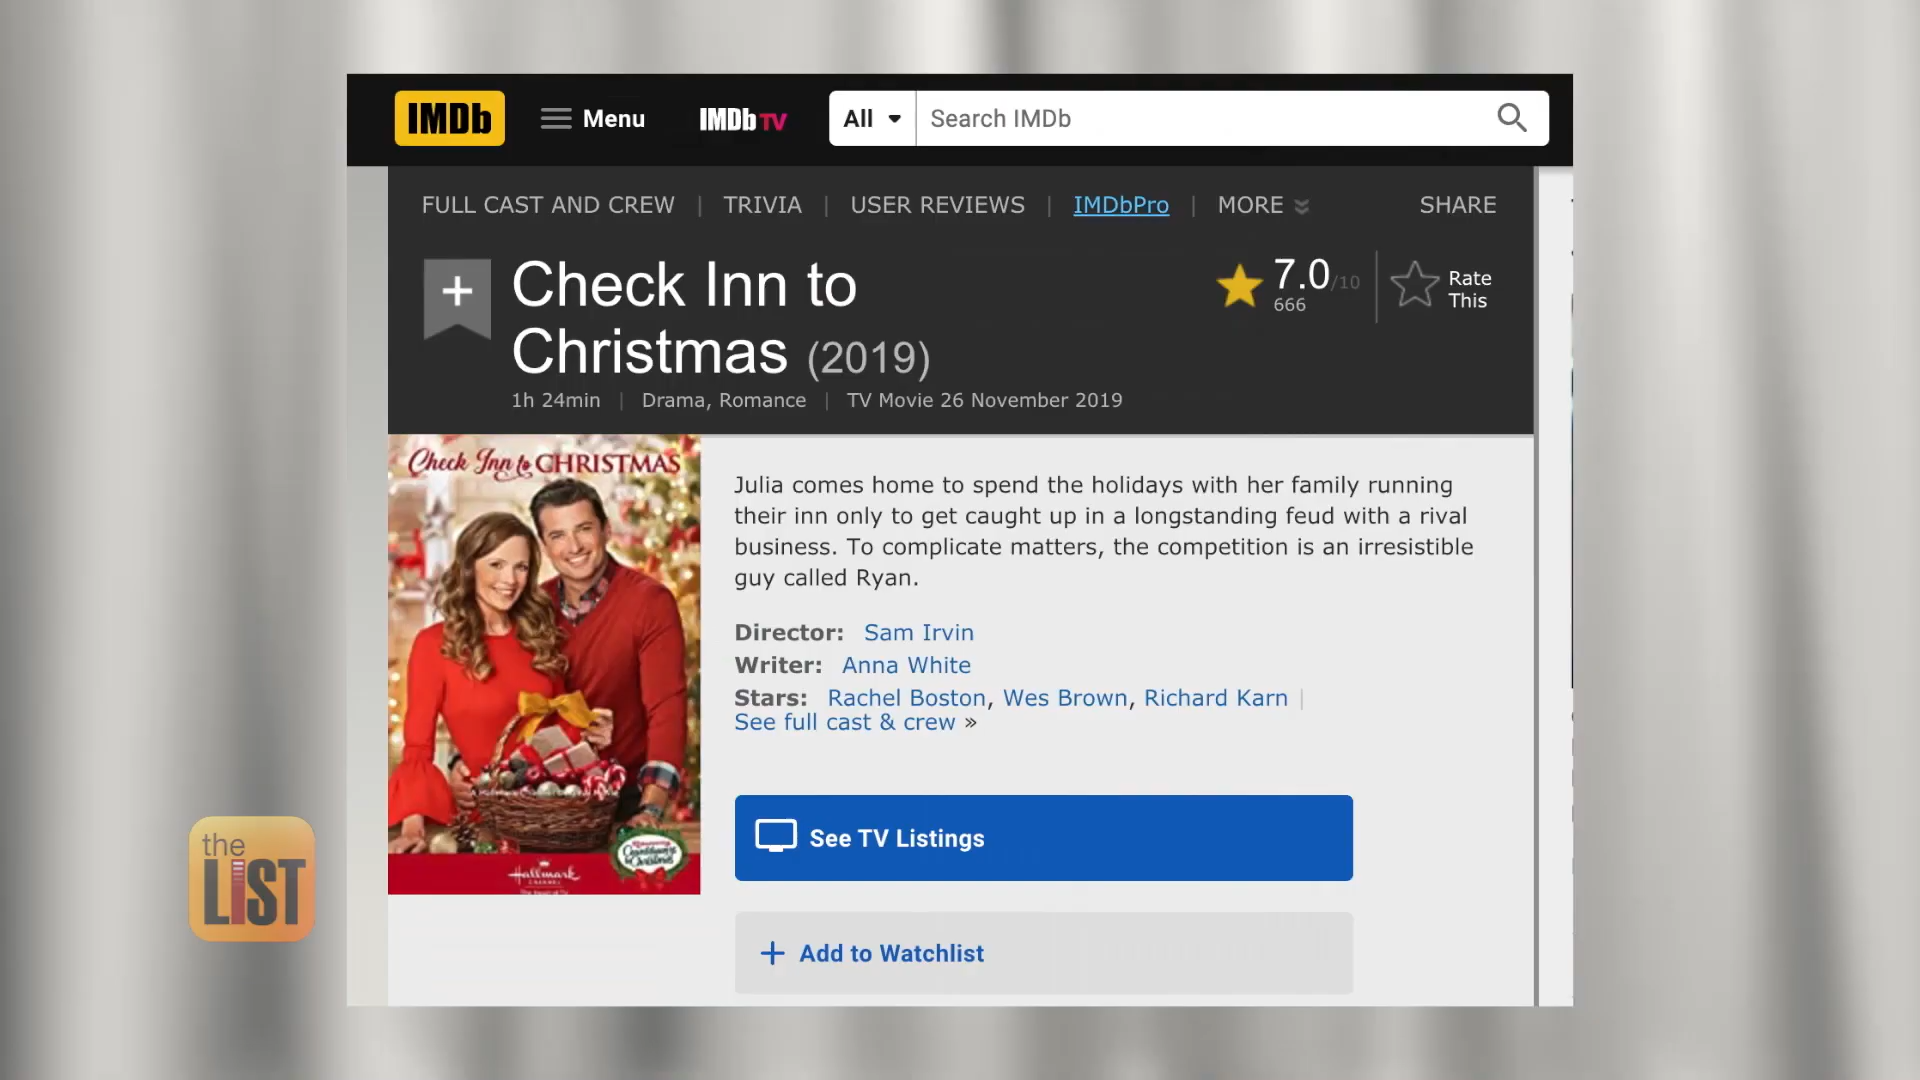 IMDb Menu IMDbTV All Search IMDb
FULL CAST AND CREW | TRIVIA | USER REVIEWS | IMDbPro | MORE SHARE
+ Check Inn to
Christmas (2019)
7.0/10
666
Rate
This
1h 24min | Drama, Romance | TV Movie 26 November 2019
Check Inn to CHRISTMAS
Hallmark
CHANNEL
Countdown to
Christmas
Julia comes home to spend the holidays with her family running
their inn only to get caught up in a longstanding feud with a rival
business. To complicate matters, the competition is an irresistible
guy called Ryan.
Director: Sam Irvin
Writer: Anna White
Stars: Rachel Boston, Wes Brown, Richard Karn |
See full cast & crew »
See TV Listings
+ Add to Watchlist
the
LIST